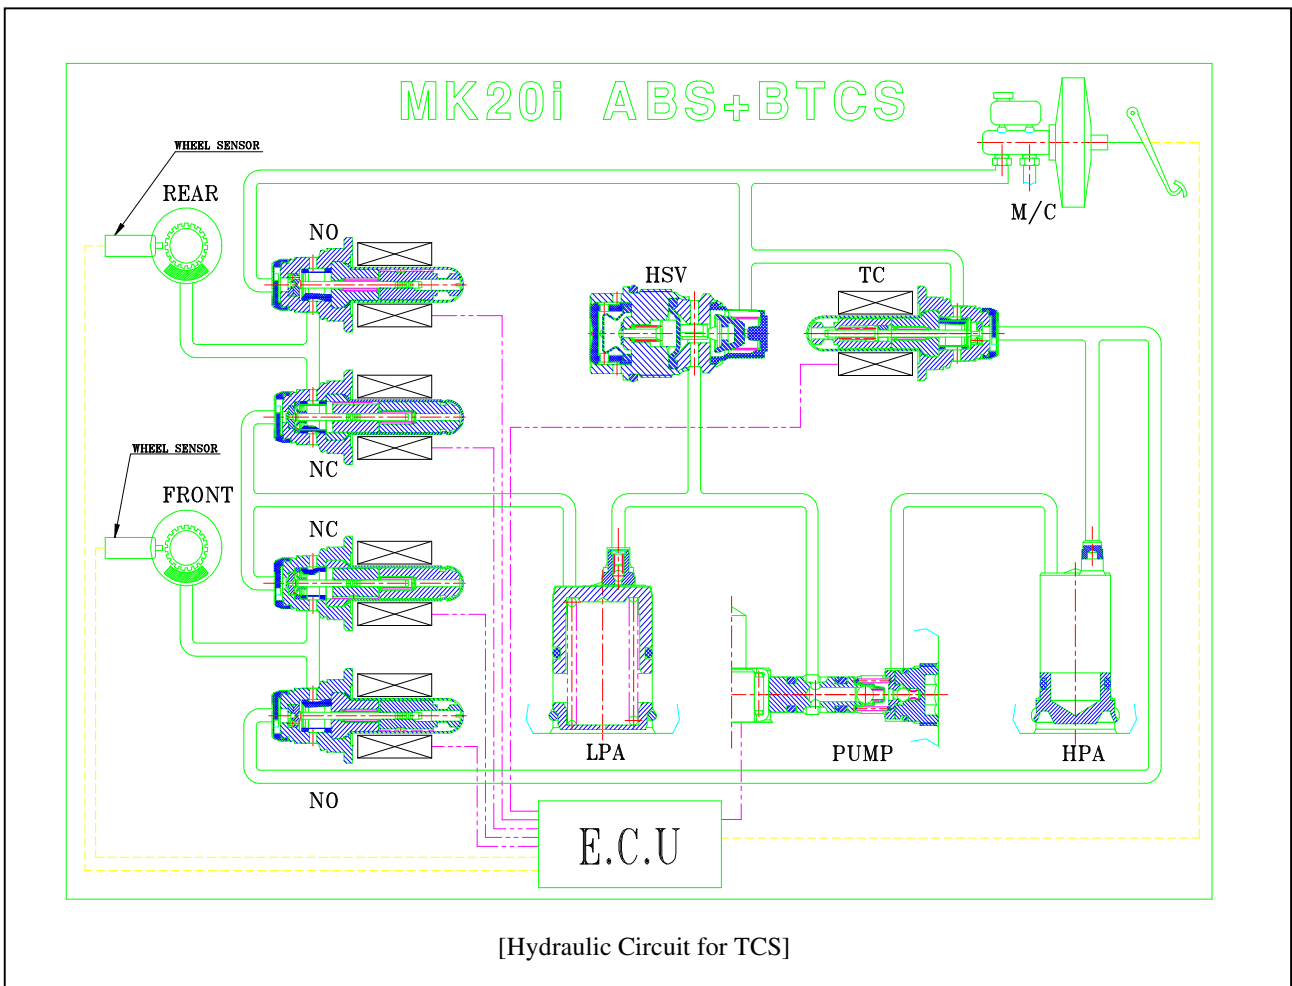 MK20i ABS+BTCS
WHEEL SENSOR
REAR
NO
M/C
HSV
TC
NC
WHEEL SENSOR
FRONT
NC
LPA
PUMP
HPA
NO
E.C.U
[Hydraulic Circuit for TCS]